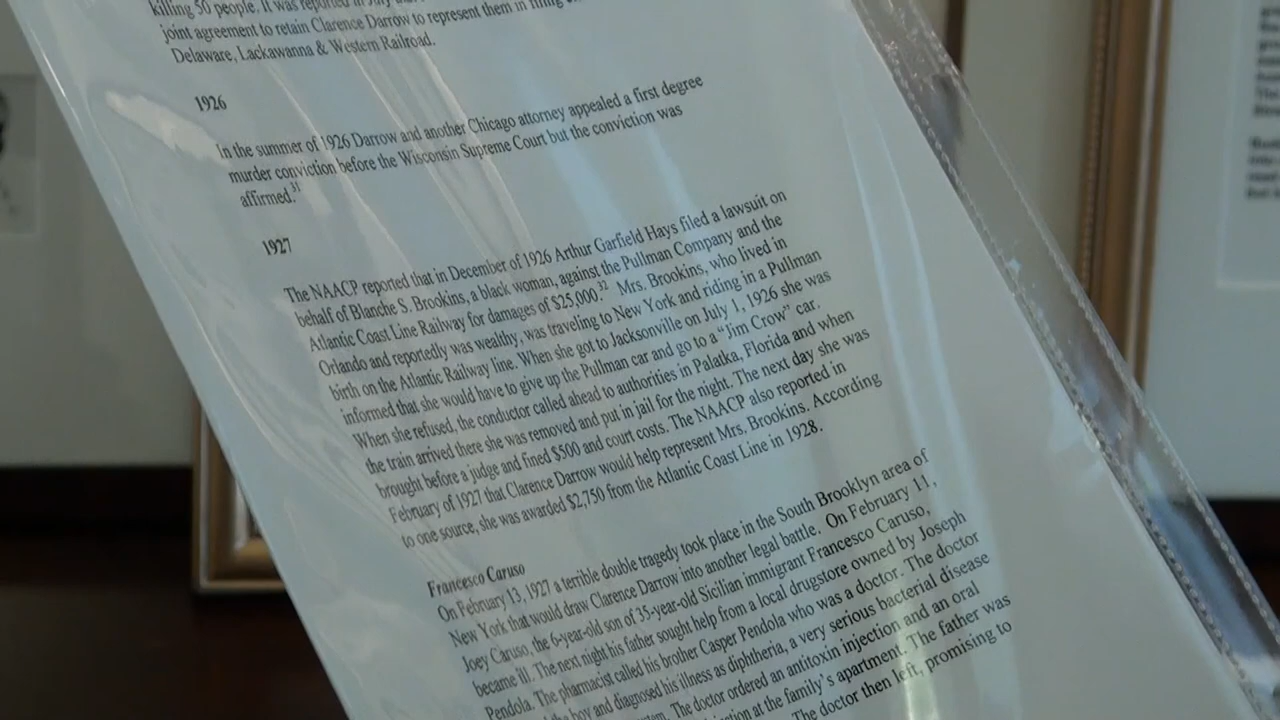 killing 50 people. It was reported in July that
joint agreement to retain Clarence Darrow to represent them in filing
Delaware, Lackawanna & Western Railroad.
1926
In the summer of 1926 Darrow and another Chicago attorney appealed a first degree
murder conviction before the Wisconsin Supreme Court but the conviction was
affirmed.31
1927
The NAACP reported that in December of 1926 Arthur Garfield Hays filed a lawsuit on
behalf of Blanche S. Brookins, a black woman, against the Pullman Company and the
Atlantic Coast Line Railway for damages of $25,000.32 Mrs. Brookins, who lived in
Orlando and reportedly was wealthy, was traveling to New York and riding in a Pullman
birth on the Atlantic Railway line. When she got to Jacksonville on July 1, 1926 she was
informed that she would have to give up the Pullman car and go to a "Jim Crow" car.
When she refused, the conductor called ahead to authorities in Palatka, Florida and when
the train arrived there she was removed and put in jail for the night. The next day she was
brought before a judge and fined $500 and court costs. The NAACP also reported in
February of 1927 that Clarence Darrow would help represent Mrs. Brookins. According
to one source, she was awarded $2,750 from the Atlantic Coast Line in 1928.
Francesco Caruso
On February 13, 1927 a terrible double tragedy took place in the South Brooklyn area of
New York that would draw Clarence Darrow into another legal battle. On February 11,
Joey Caruso, the 6-year-old son of 35-year-old Sicilian immigrant Francesco Caruso,
became ill. The next night his father sought help from a local drugstore owned by Joseph
Pendola. The pharmacist called his brother Casper Pendola who was a doctor. The doctor
the boy and diagnosed his illness as diphtheria, a very serious bacterial disease
The doctor ordered an antitoxin injection and an oral
at the family's apartment. The father was
The doctor then left, promising to